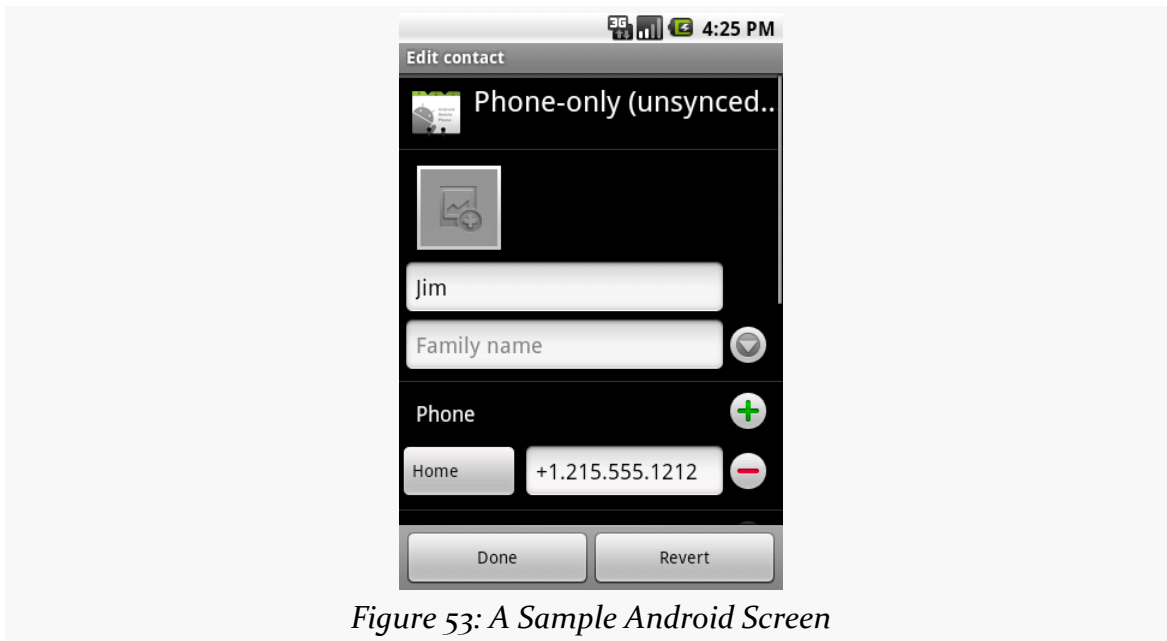 3G 4:25 PM
Edit contact
Phone-only (unsynced..
Jim
Family name
Phone
Home +1.215.555.1212
Done Revert
Figure 53: A Sample Android Screen